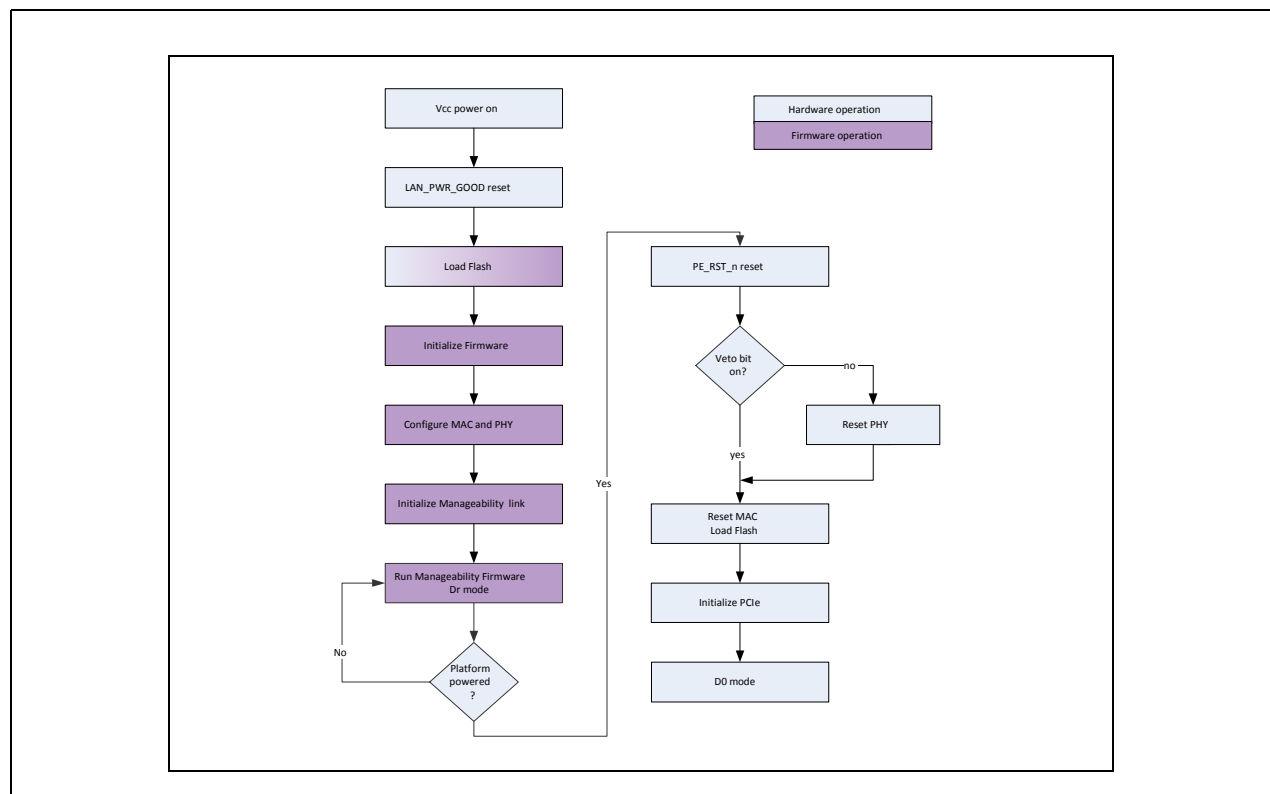 Vcc power on
LAN_PWR_GOOD reset
Load Flash
Initialize Firmware
Configure MAC and PHY
Initialize Manageability link
Run Manageability Firmware
Dr mode
No
Platform
powered
?
Yes
Hardware operation
Firmware operation
PE_RST_n reset
Veto bit
on?
no
Reset PHY
yes
Reset MAC
Load Flash
Initialize PCIe
D0 mode